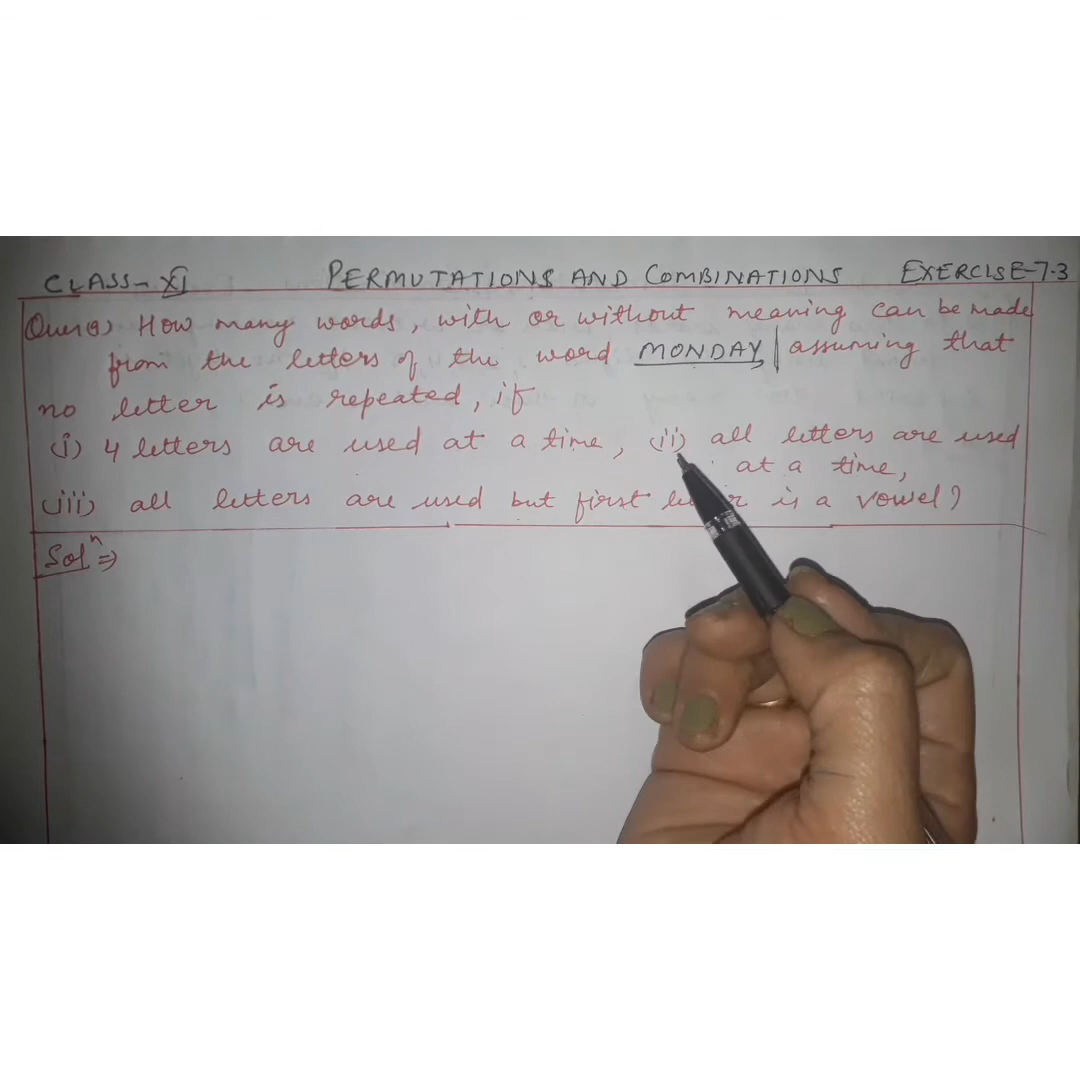 CLASS-XI PERMUTATIONS AND COMBINATIONS EXERCISE-7.3
Ques 9) How many words, with or without meaning can be made
from the letters of the word MONDAY, assuming that
no letter is repeated, if
(i) 4 letters are used at a time, (ii) all letters are used
at a time,
(iii) all letters are used but first letter is a vowel?
Solⁿ ⇒